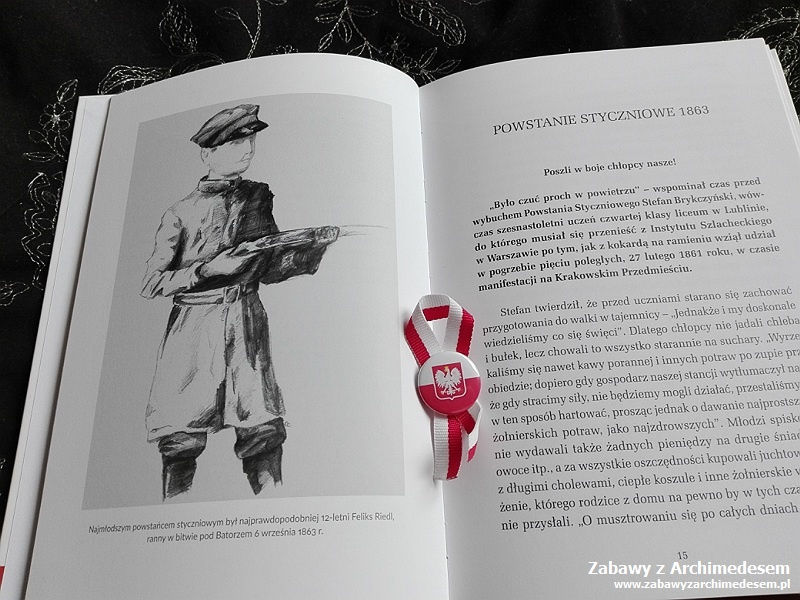 Najmłodszym powstańcem styczniowym był najprawdopodobniej 12-letni Feliks Riedl,
ranny w bitwie pod Batorzem 6 września 1863 r.
POWSTANIE STYCZNIOWE 1863
Poszli w boje chłopcy nasze!
„Było czuć proch w powietrzu” – wspominał czas przed
wybuchem Powstania Styczniowego Stefan Brykczyński, wów-
czas szesnastoletni uczeń czwartej klasy liceum w Lublinie,
do którego musiał się przenieść z Instytutu Szlacheckiego
w Warszawie po tym, jak z kokardą na ramieniu wziął udział
w pogrzebie pięciu poległych, 27 lutego 1861 roku, w czasie
manifestacji na Krakowskim Przedmieściu.
Stefan twierdził, że przed uczniami starano się zachować
przygotowania do walki w tajemnicy – „Jednakże i my doskonale
wiedzieliśmy co się święci”. Dlatego chłopcy nie jadali chleba
i bułek, lecz chowali to wszystko starannie na suchary. „Wyrze
kaliśmy się nawet kawy porannej i innych potraw po zupie prz
obiedzie; dopiero gdy gospodarz naszej stancji wytłumaczył na
że gdy stracimy siły, nie będziemy mogli działać, przestaliśmy
w ten sposób hartować, prosząc jednak o dawanie najprostsz
żołnierskich potraw, jako najzdrowszych”. Młodzi spisk
nie wydawali także żadnych pieniędzy na drugie śniad
owoce itp., a za wszystkie oszczędności kupowali juchtow
z długimi cholewami, ciepłe koszule i inne żołnierskie w
żenie, którego rodzice z domu na pewno by w tych cza
nie przysłali. „O musztrowaniu się po całych dniach
15
Zabawy z Archimedesem
www.zabawyzarchimedesem.pl